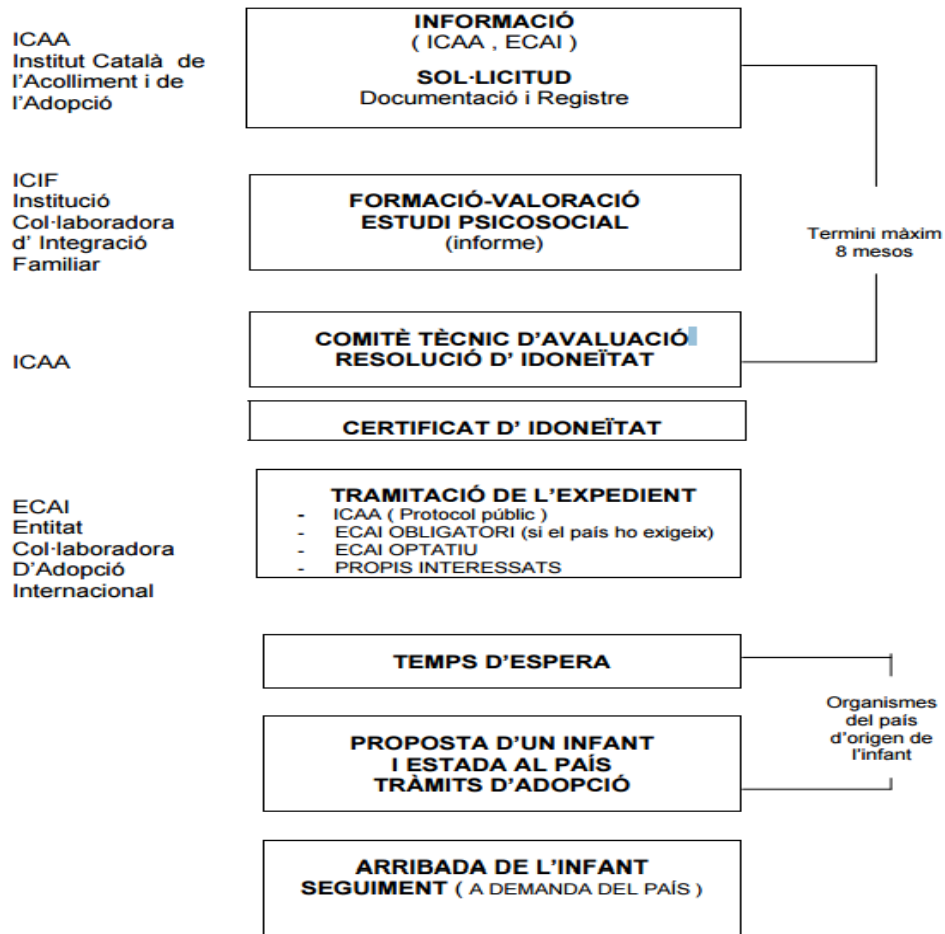 ICAA
Institut Català de
l'Acolliment i de
l'Adopció
INFORMACIÓ
( ICAA , ECAI )
SOL·LICITUD
Documentació i Registre
ICIF
Institució
Col·laboradora
d' Integració
Familiar
FORMACIÓ-VALORACIÓ
ESTUDI PSICOSOCIAL
(informe)
Termini màxim
8 mesos
ICAA
COMITÈ TÈCNIC D'AVALUACIÓ
RESOLUCIÓ D' IDONEÏTAT
CERTIFICAT D' IDONEÏTAT
ECAI
Entitat
Col·laboradora
D'Adopció
Internacional
TRAMITACIÓ DE L'EXPEDIENT
- ICAA ( Protocol públic )
- ECAI OBLIGATORI (si el país ho exigeix)
- ECAI OPTATIU
- PROPIS INTERESSATS
TEMPS D'ESPERA
PROPOSTA D'UN INFANT
I ESTADA AL PAÍS
TRÀMITS D'ADOPCIÓ
Organismes
del país
d'origen de
l'infant
ARRIBADA DE L'INFANT
SEGUIMENT ( A DEMANDA DEL PAÍS )